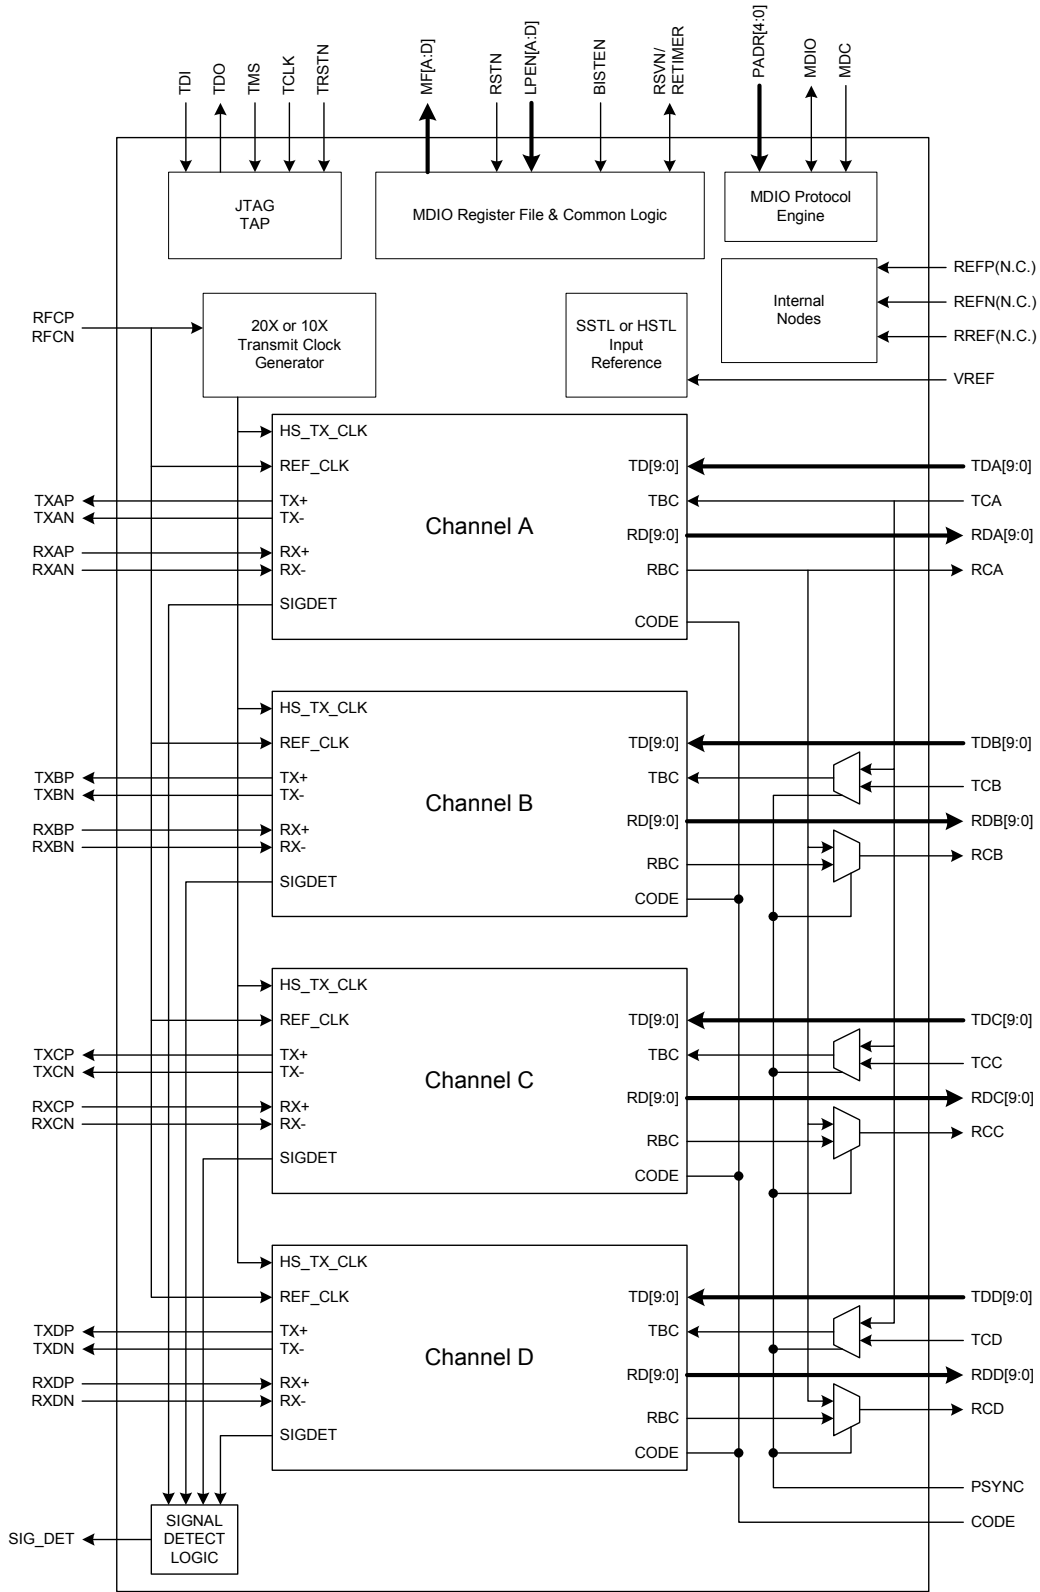 TDI
TDO
TMS
TCLK
TRSTN
MF[A:D]
RSTN
LPEN[A:D]
BISTEN
RSVN/
RETIMER
PADR[4:0]
MDIO
MDC
JTAG
TAP
MDIO Register File & Common Logic
MDIO Protocol
Engine
REFP(N.C.)
REFN(N.C.)
RREF(N.C.)
Internal
Nodes
RFCP
RFCN
20X or 10X
Transmit Clock
Generator
SSTL or HSTL
Input
Reference
VREF
HS_TX_CLK
REF_CLK
TD[9:0]
TDA[9:0]
TXAP
TXAN
TX+
TX-
TBC
TCA
Channel A
RD[9:0]
RDA[9:0]
RXAP
RXAN
RX+
RX-
RBC
RCA
SIGDET
CODE
HS_TX_CLK
REF_CLK
TD[9:0]
TDB[9:0]
TXBP
TXBN
TX+
TX-
TBC
TCB
Channel B
RD[9:0]
RDB[9:0]
RXBP
RXBN
RX+
RX-
RBC
RCB
SIGDET
CODE
HS_TX_CLK
REF_CLK
TD[9:0]
TDC[9:0]
TXCP
TXCN
TX+
TX-
TBC
TCC
Channel C
RD[9:0]
RDC[9:0]
RXCP
RXCN
RX+
RX-
RBC
RCC
SIGDET
CODE
HS_TX_CLK
REF_CLK
TD[9:0]
TDD[9:0]
TXDP
TXDN
TX+
TX-
TBC
TCD
Channel D
RD[9:0]
RDD[9:0]
RXDP
RXDN
RX+
RX-
RBC
RCD
SIGDET
CODE
PSYNC
CODE
SIG_DET
SIGNAL
DETECT
LOGIC